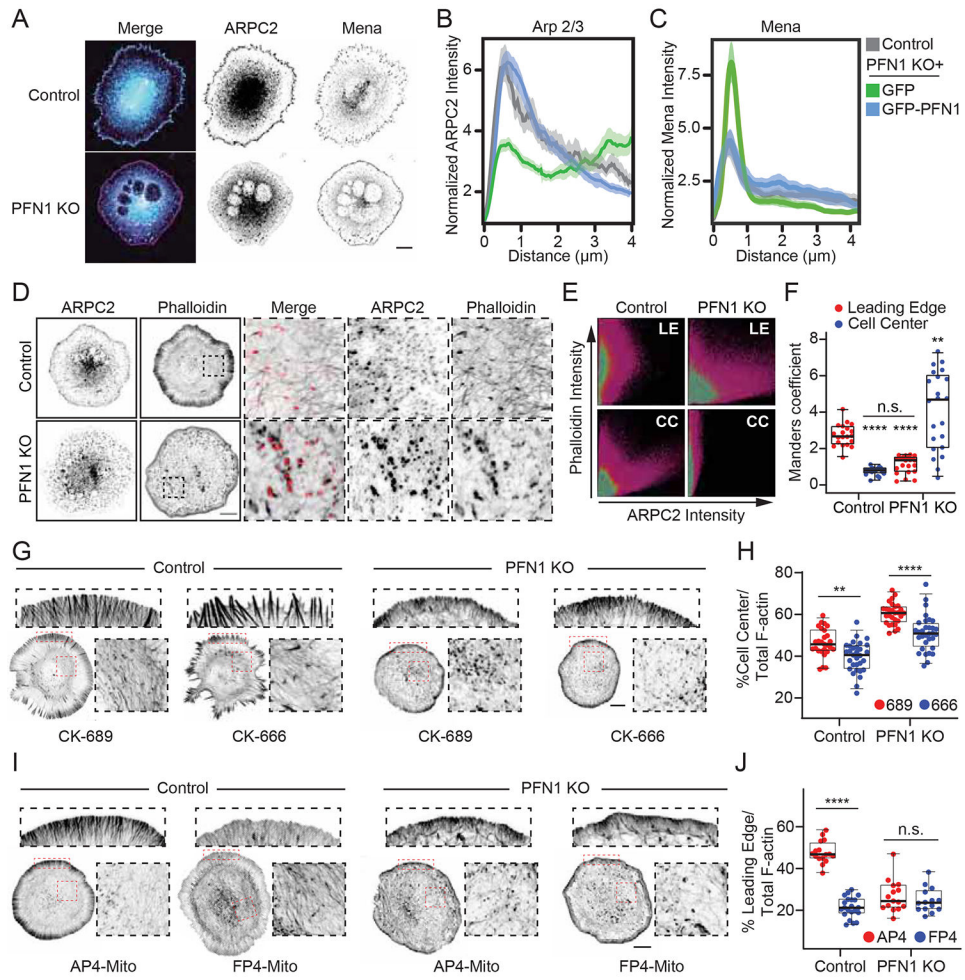 A
Merge
ARPC2
Mena
Control
PFN1 KO
B
Arp 2/3
Normalized ARPC2 Intensity
6
4
2
0 1 2 3 4
Distance (µm)
C
Mena
Normalized Mena Intensity
7.5
5.0
2.5
0 1 2 3 4
Distance (µm)
Control
PFN1 KO+
GFP
GFP-PFN1
D
ARPC2
Phalloidin
Merge
ARPC2
Phalloidin
Control
PFN1 KO
E
Control
PFN1 KO
LE
LE
CC
CC
Phalloidin Intensity
ARPC2 Intensity
F
Leading Edge
Cell Center
Manders coefficient
8
6
4
2
0
**
n.s.
**** ****
Control PFN1 KO
G
Control
PFN1 KO
CK-689
CK-666
CK-689
CK-666
H
%Cell Center/
Total F-actin
80
60
40
20
**
****
689
666
Control PFN1 KO
I
Control
PFN1 KO
AP4-Mito
FP4-Mito
AP4-Mito
FP4-Mito
J
% Leading Edge/
Total F-actin
60
40
20
****
n.s.
AP4
FP4
Control PFN1 KO